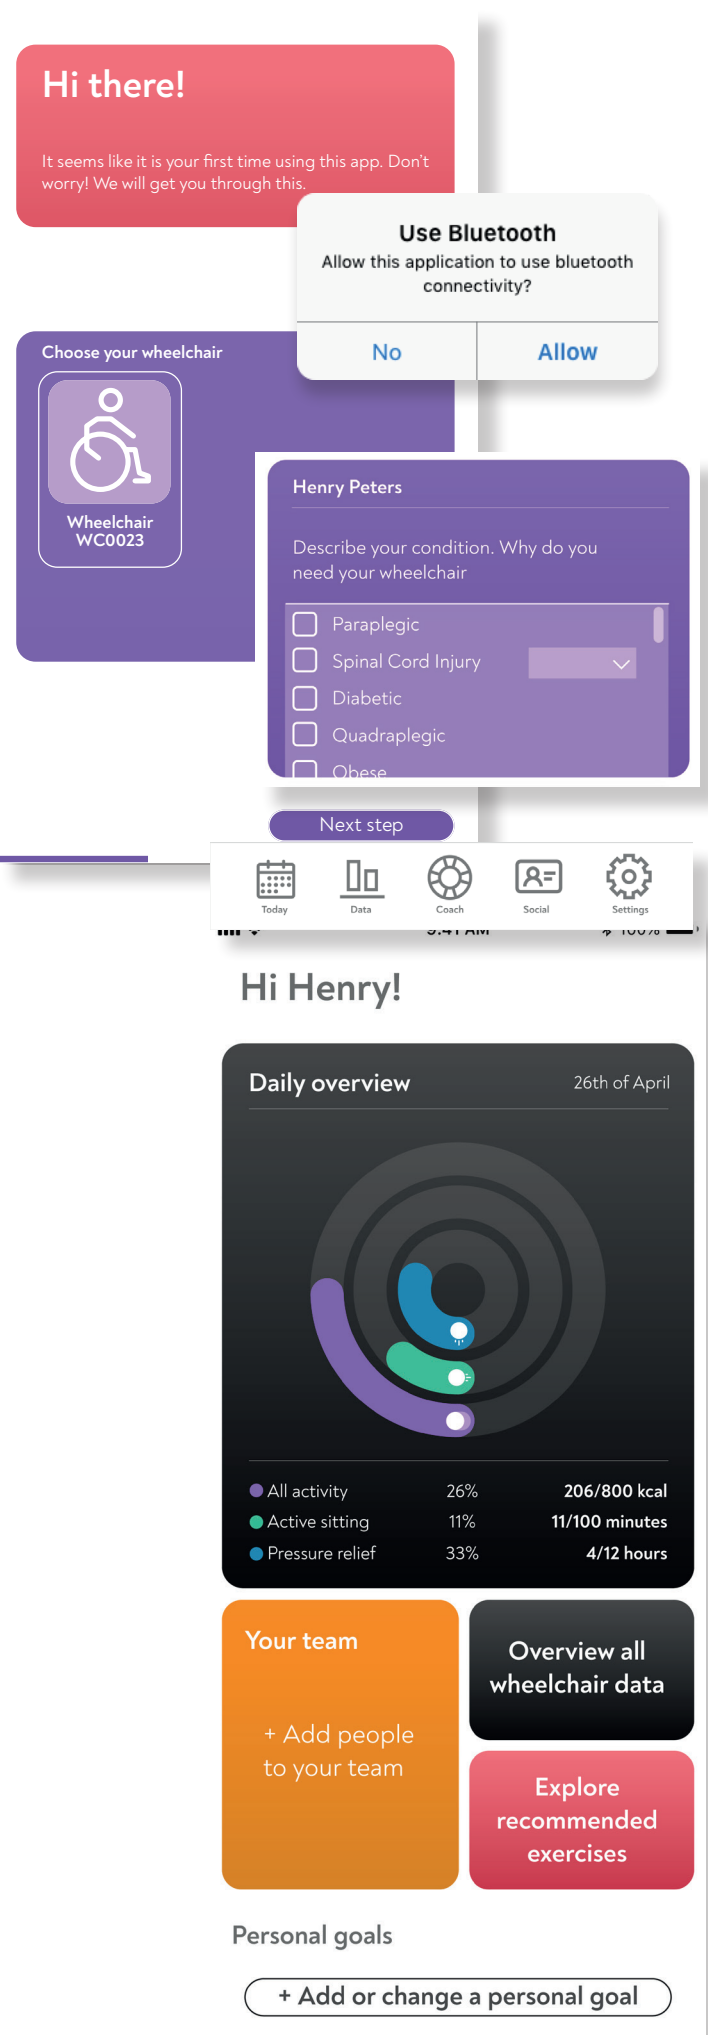 Hi there!
It seems like it is your first time using this app. Don't
worry! We will get you through this.
Use Bluetooth
Allow this application to use bluetooth
connectivity?
No
Allow
Choose your wheelchair
Wheelchair
WC0023
Henry Peters
Describe your condition. Why do you
need your wheelchair
Paraplegic
Spinal Cord Injury
Diabetic
Quadraplegic
Obese
Next step
Today
Data
Coach
Social
Settings
9:41 AM
100%
Hi Henry!
Daily overview
26th of April
All activity 26% 206/800 kcal
Active sitting 11% 11/100 minutes
Pressure relief 33% 4/12 hours
Your team
+ Add people
to your team
Overview all
wheelchair data
Explore
recommended
exercises
Personal goals
+ Add or change a personal goal